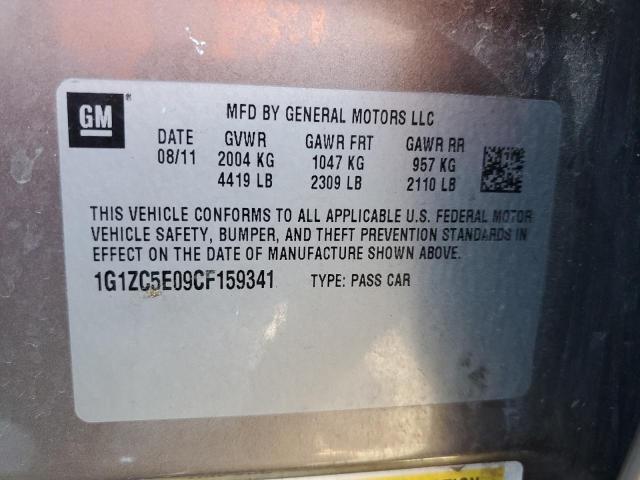 GM
MFD BY GENERAL MOTORS LLC
DATE GVWR GAWR FRT GAWR RR
08/11 2004 KG 1047 KG 957 KG
4419 LB 2309 LB 2110 LB
THIS VEHICLE CONFORMS TO ALL APPLICABLE U.S. FEDERAL MOTOR
VEHICLE SAFETY, BUMPER, AND THEFT PREVENTION STANDARDS IN
EFFECT ON THE DATE OF MANUFACTURE SHOWN ABOVE.
1G1ZC5E09CF159341 TYPE: PASS CAR